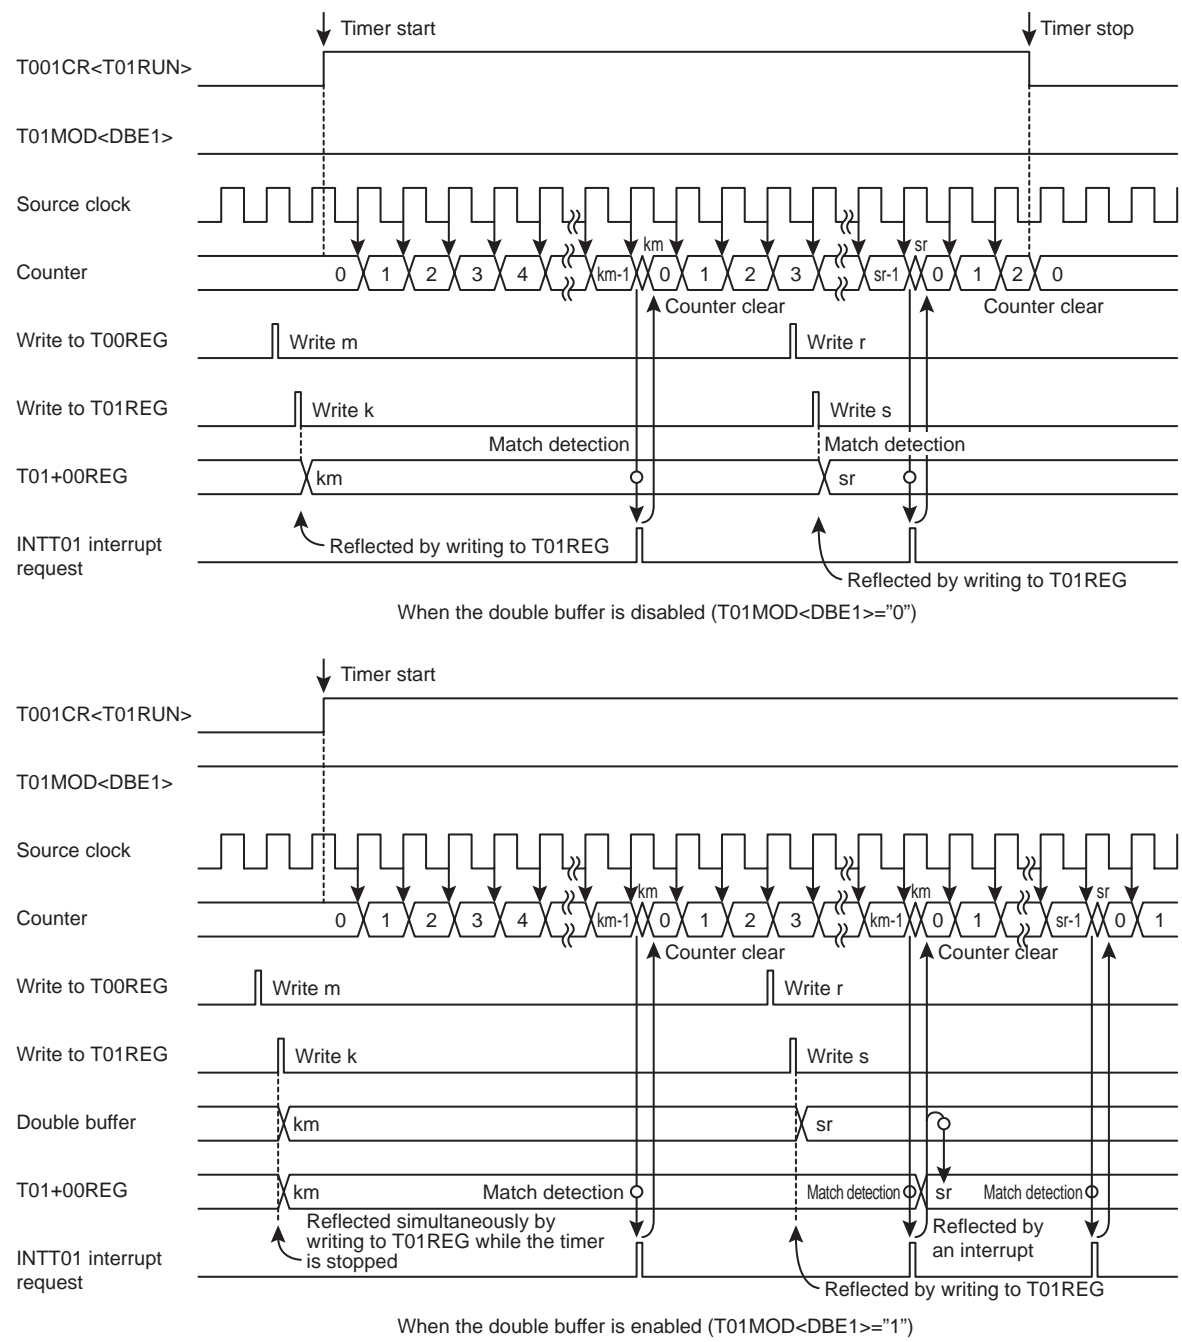 Timer start
Timer stop
T001CR<T01RUN>
T01MOD<DBE1>
Source clock
km
sr
Counter
0 1 2 3 4 km-1 0 1 2 3 sr-1 0 1 2 0
Counter clear
Counter clear
Write to T00REG
Write m
Write r
Write to T01REG
Write k
Write s
Match detection
Match detection
T01+00REG
km
sr
INTT01 interrupt
request
Reflected by writing to T01REG
Reflected by writing to T01REG
When the double buffer is disabled (T01MOD<DBE1>=”0”)
Timer start
T001CR<T01RUN>
T01MOD<DBE1>
Source clock
km
km
sr
Counter
0 1 2 3 4 km-1 0 1 2 3 km-1 0 1 sr-1 0 1
Counter clear
Counter clear
Write to T00REG
Write m
Write r
Write to T01REG
Write k
Write s
Double buffer
km
sr
T01+00REG
km
Match detection
Match detection
sr
Match detection
Reflected simultaneously by
writing to T01REG while the timer
is stopped
Reflected by
an interrupt
INTT01 interrupt
request
Reflected by writing to T01REG
When the double buffer is enabled (T01MOD<DBE1>=”1”)